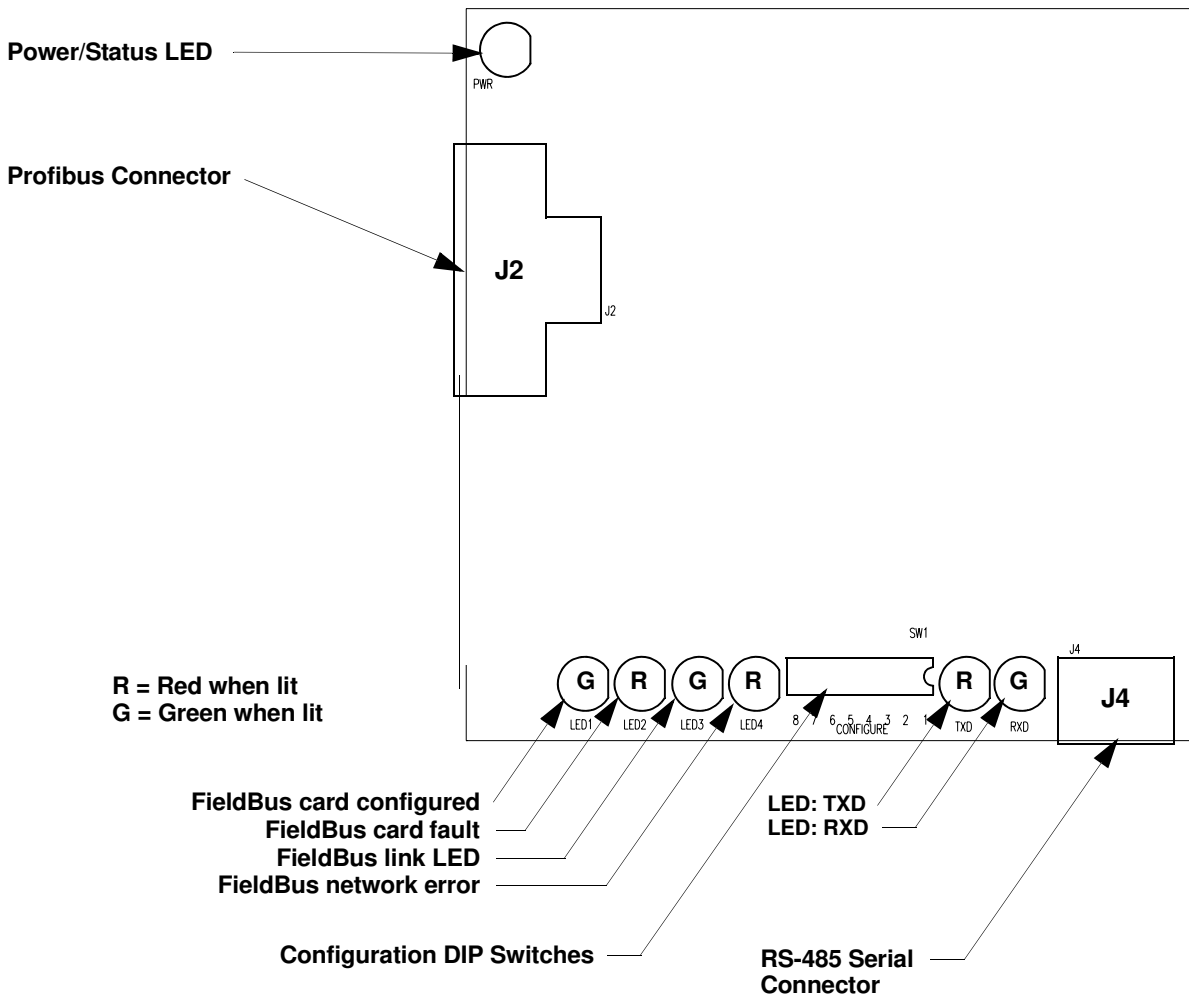 Power/Status LED
PWR
Profibus Connector
J2
J2
SW1
J4
R = Red when lit
G = Green when lit
G R G R R G
J4
LED1 LED2 LED3 LED4 8 7 6 5 4 3 2 1 TXD RXD
CONFIGURE
FieldBus card configured
FieldBus card fault
FieldBus link LED
FieldBus network error
LED: TXD
LED: RXD
Configuration DIP Switches
RS-485 Serial
Connector